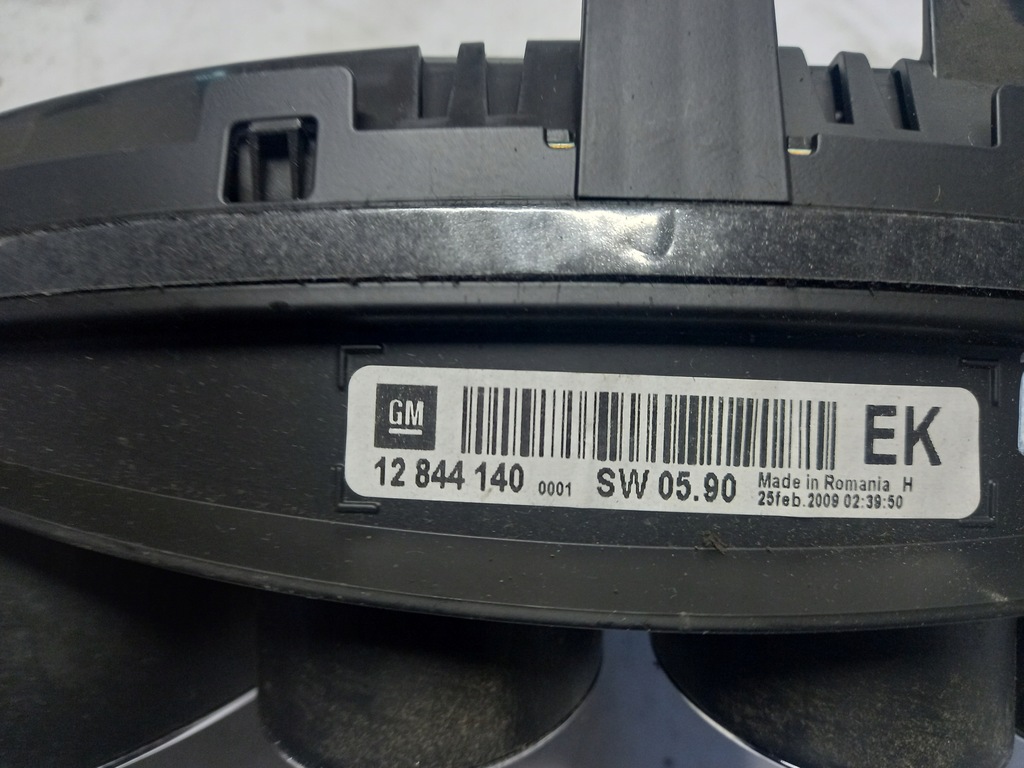 GM
EK
12 844 140 0001 SW 05.90 Made in Romania H
25feb.2009 02:39:50